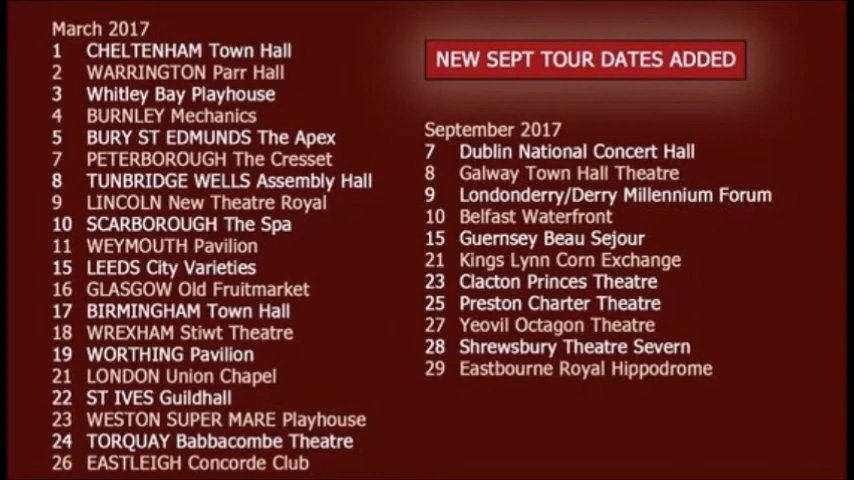 March 2017
1 CHELTENHAM Town Hall
2 WARRINGTON Parr Hall
3 Whitley Bay Playhouse
4 BURNLEY Mechanics
5 BURY ST EDMUNDS The Apex
7 PETERBOROUGH The Cresset
8 TUNBRIDGE WELLS Assembly Hall
9 LINCOLN New Theatre Royal
10 SCARBOROUGH The Spa
11 WEYMOUTH Pavilion
15 LEEDS City Varieties
16 GLASGOW Old Fruitmarket
17 BIRMINGHAM Town Hall
18 WREXHAM Stiwt Theatre
19 WORTHING Pavilion
21 LONDON Union Chapel
22 ST IVES Guildhall
23 WESTON SUPER MARE Playhouse
24 TORQUAY Babbacombe Theatre
26 EASTLEIGH Concorde Club
NEW SEPT TOUR DATES ADDED
September 2017
7 Dublin National Concert Hall
8 Galway Town Hall Theatre
9 Londonderry/Derry Millennium Forum
10 Belfast Waterfront
15 Guernsey Beau Sejour
21 Kings Lynn Corn Exchange
23 Clacton Princes Theatre
25 Preston Charter Theatre
27 Yeovil Octagon Theatre
28 Shrewsbury Theatre Severn
29 Eastbourne Royal Hippodrome